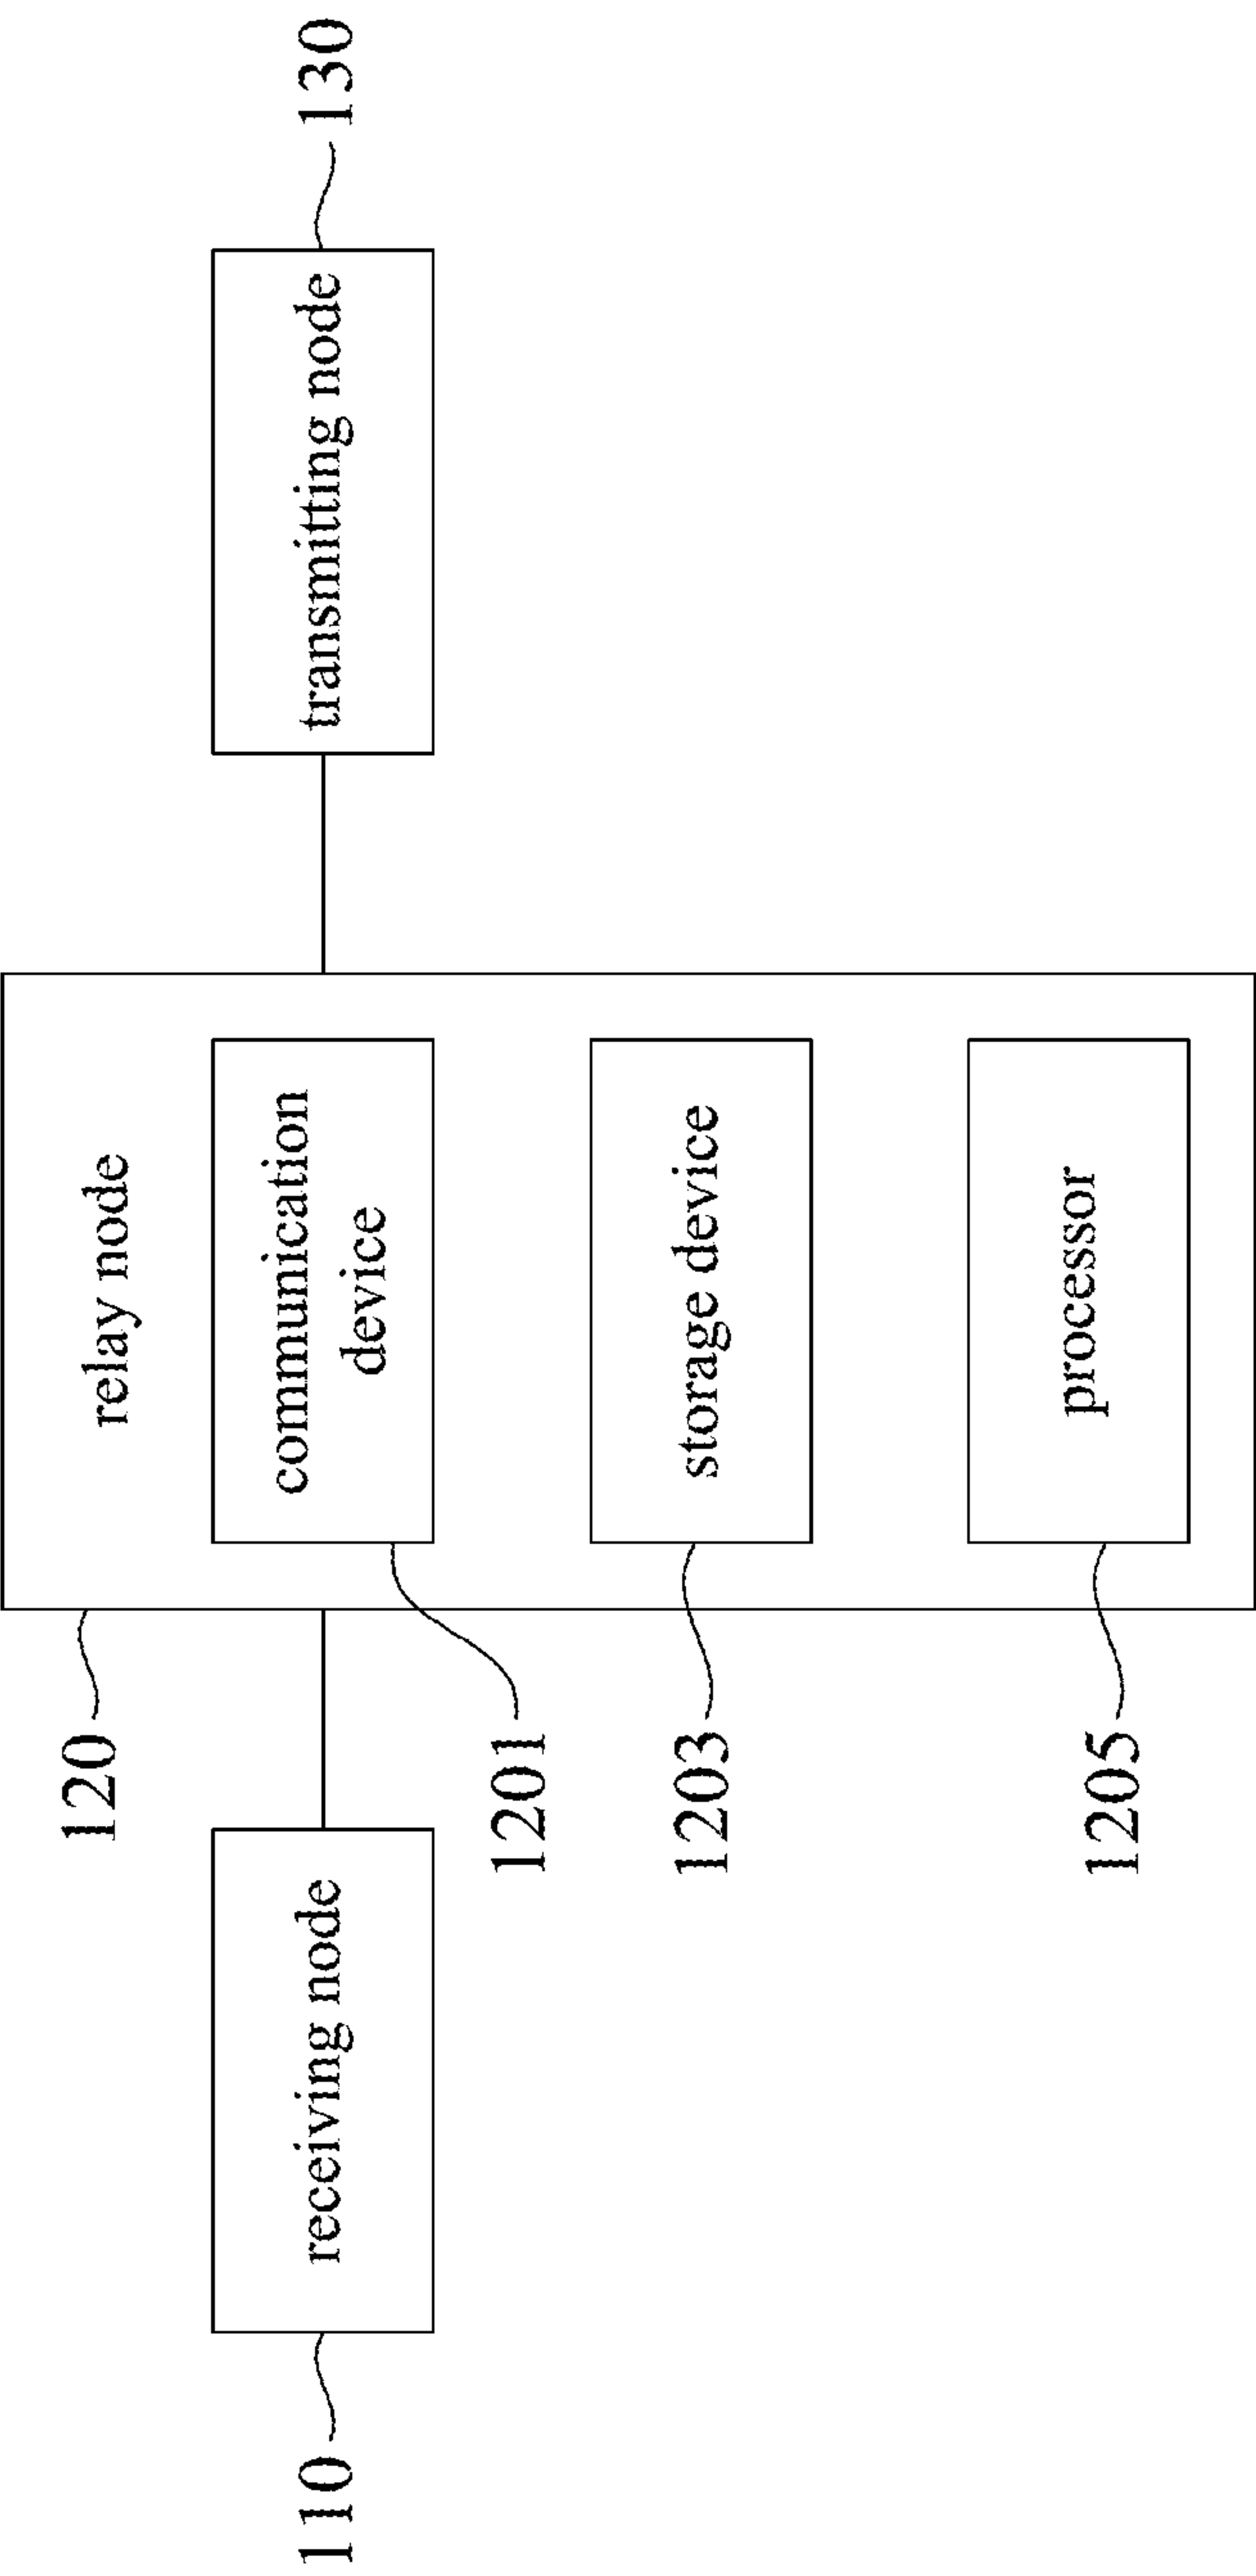 relay node
120
110
receiving node
communication
device
transmitting node
130
1201
storage device
1203
processor
1205